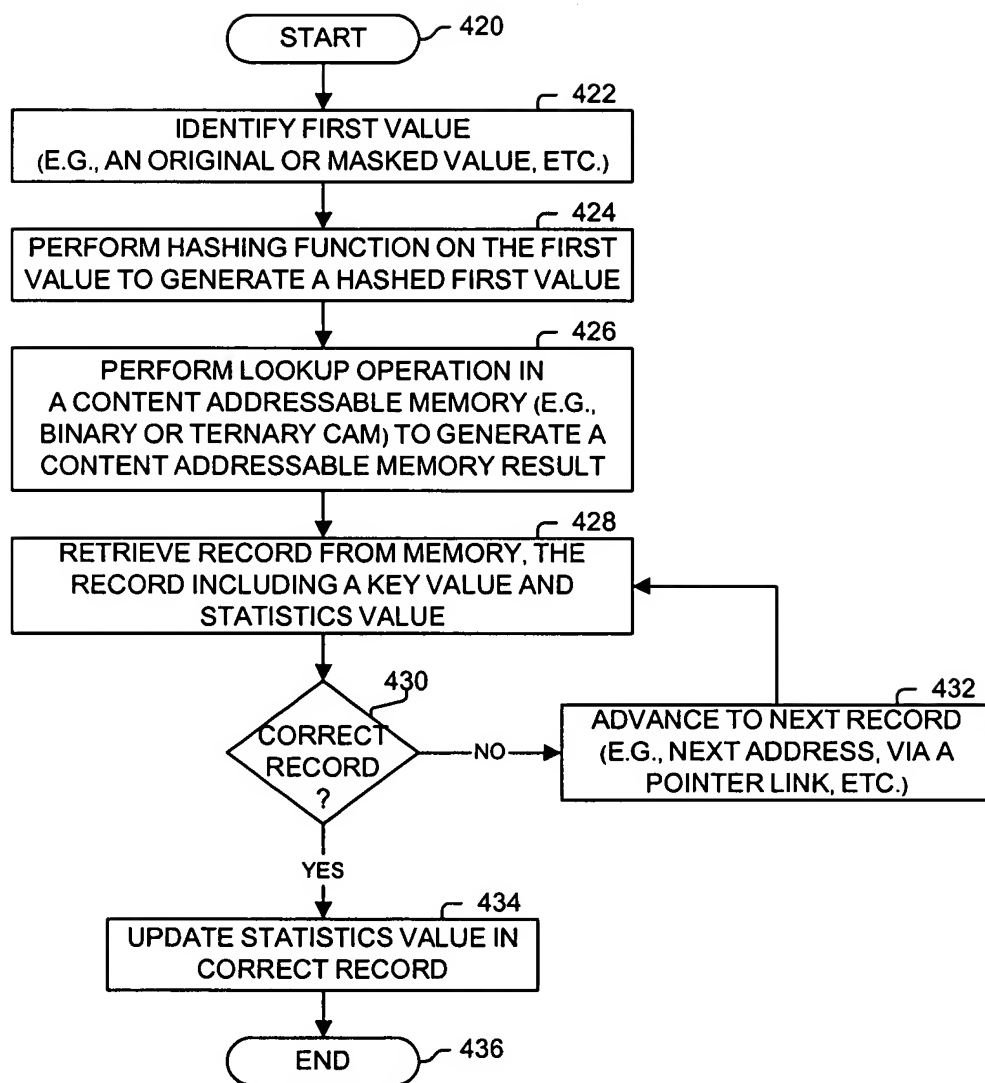 START
420
422
IDENTIFY FIRST VALUE
(E.G., AN ORIGINAL OR MASKED VALUE, ETC.)
424
PERFORM HASHING FUNCTION ON THE FIRST
VALUE TO GENERATE A HASHED FIRST VALUE
426
PERFORM LOOKUP OPERATION IN
A CONTENT ADDRESSABLE MEMORY (E.G.,
BINARY OR TERNARY CAM) TO GENERATE A
CONTENT ADDRESSABLE MEMORY RESULT
428
RETRIEVE RECORD FROM MEMORY, THE
RECORD INCLUDING A KEY VALUE AND
STATISTICS VALUE
430
CORRECT
RECORD
?
NO
432
ADVANCE TO NEXT RECORD
(E.G., NEXT ADDRESS, VIA A
POINTER LINK, ETC.)
YES
434
UPDATE STATISTICS VALUE IN
CORRECT RECORD
END
436